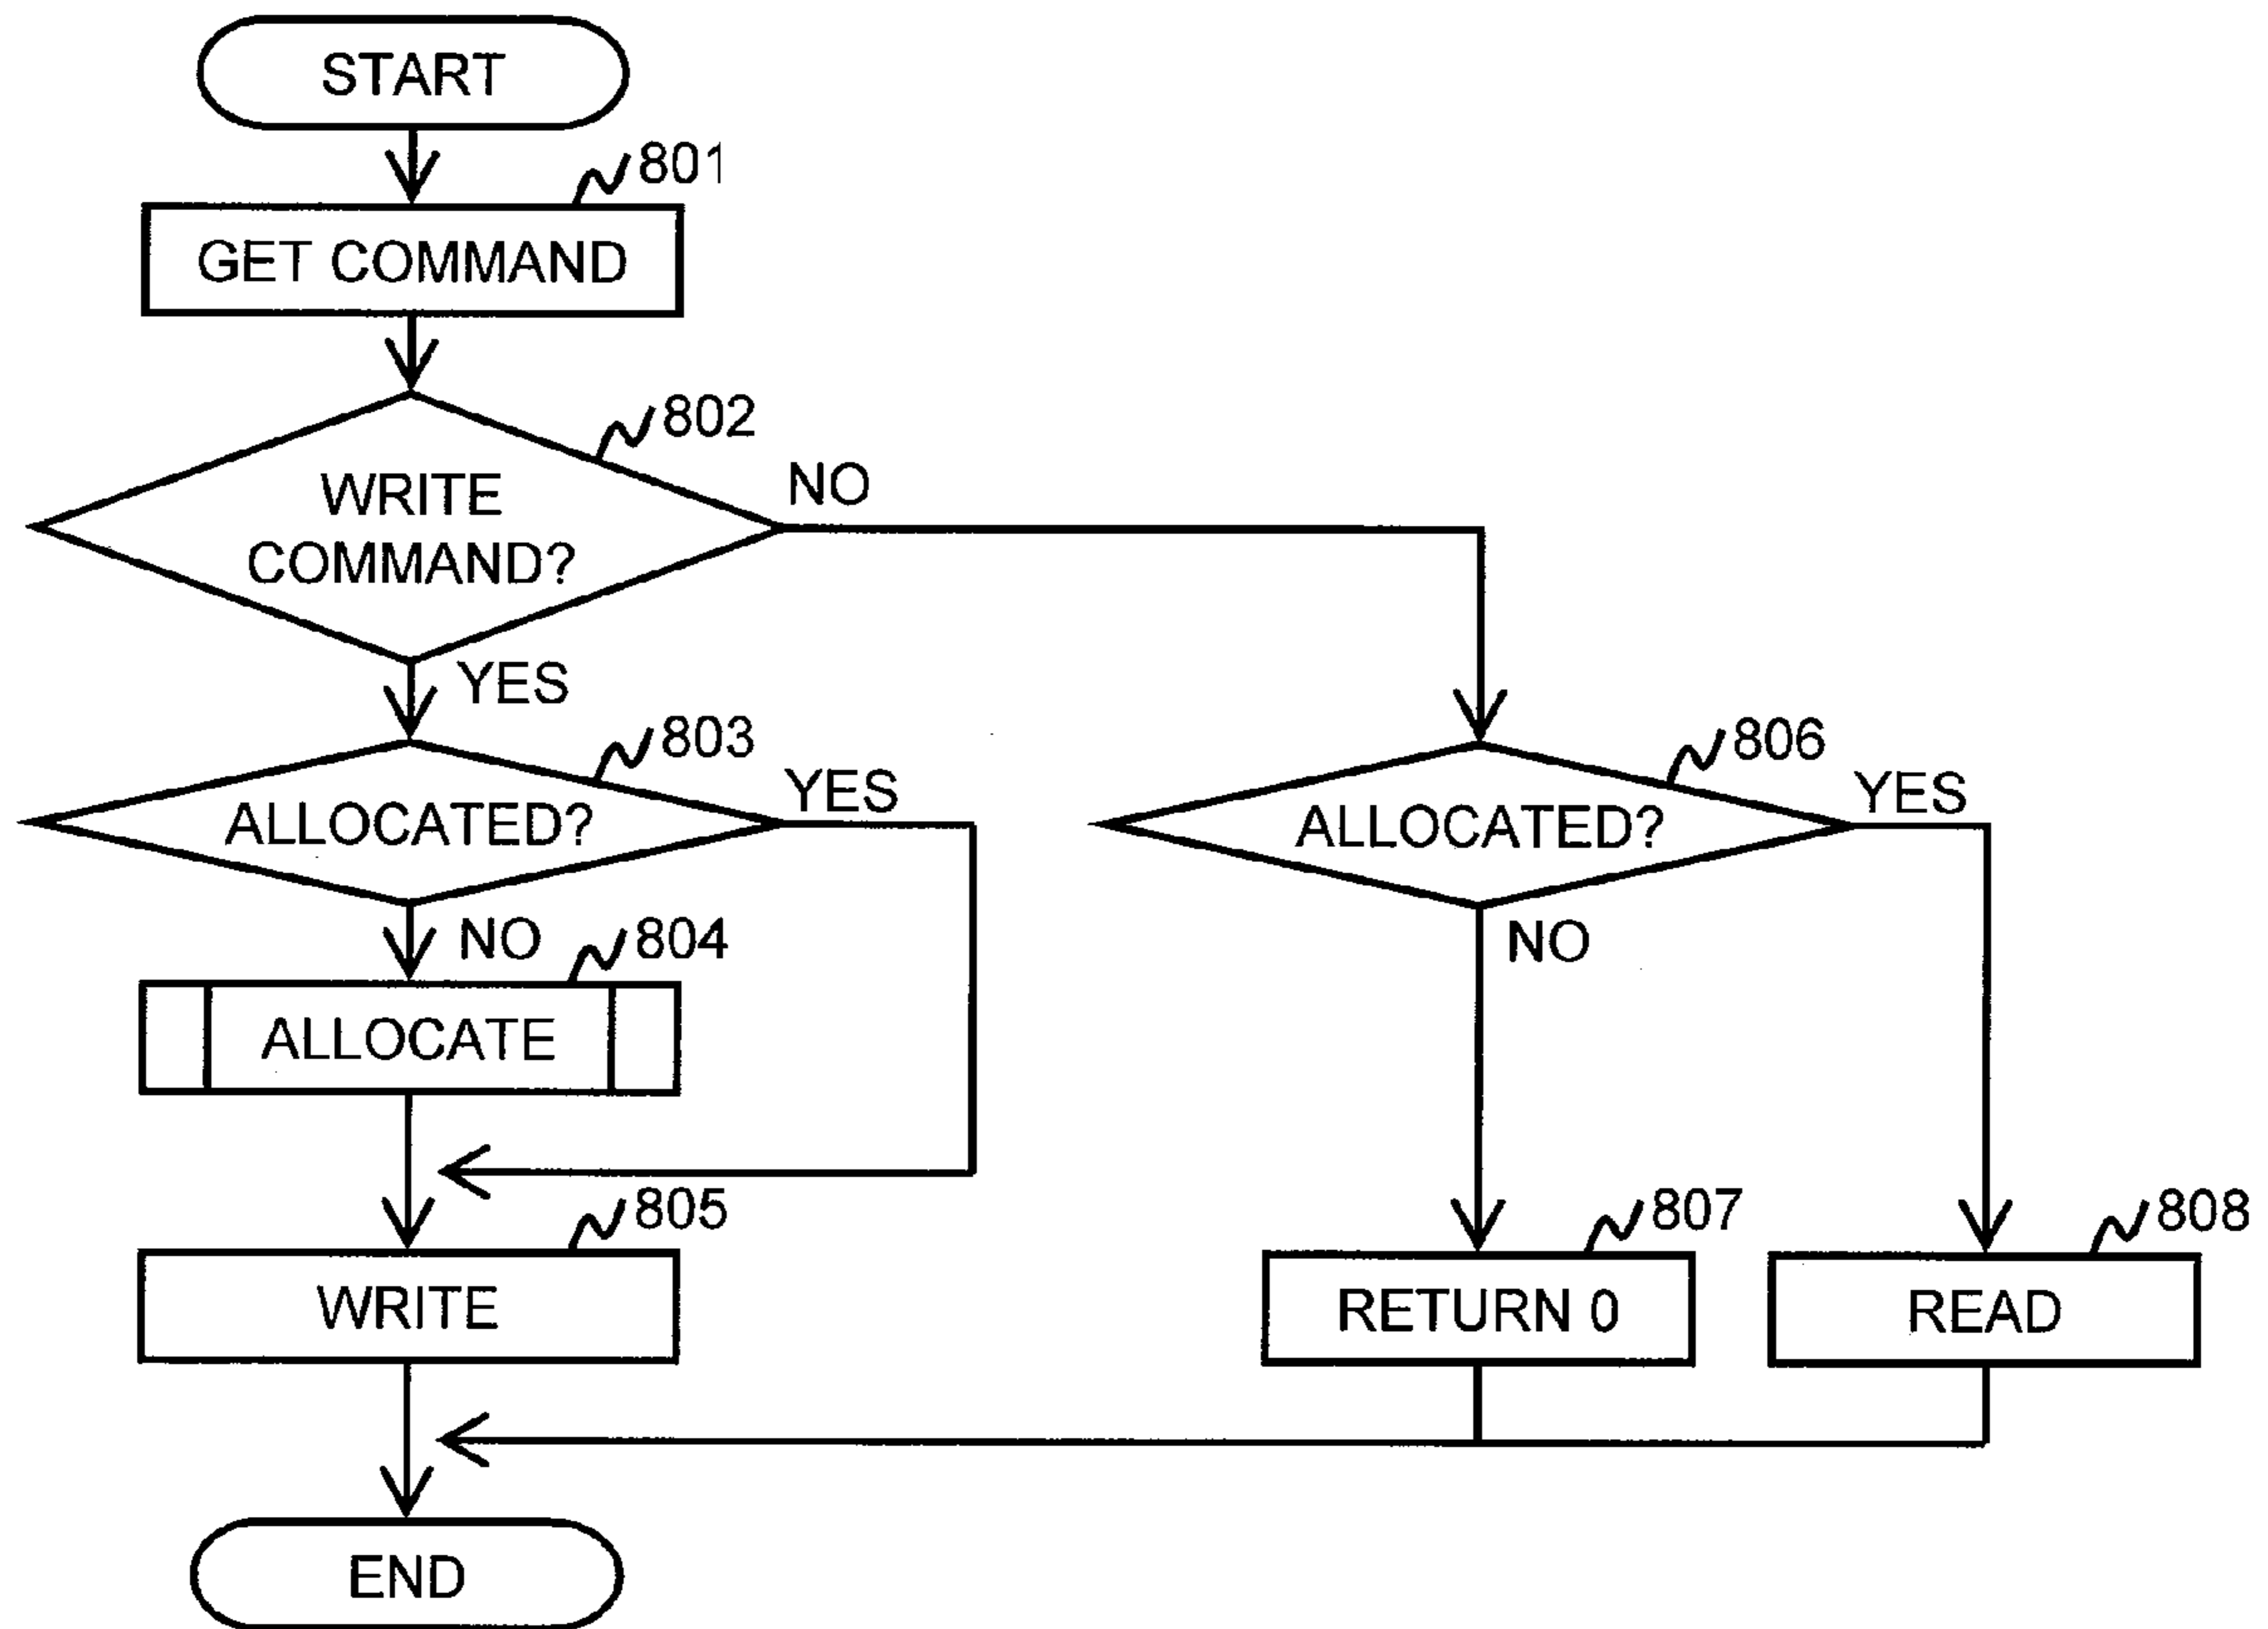 START
801
GET COMMAND
802
WRITE
COMMAND?
NO
YES
803
ALLOCATED?
YES
NO
804
ALLOCATE
805
WRITE
806
ALLOCATED?
YES
NO
807
RETURN 0
808
READ
END